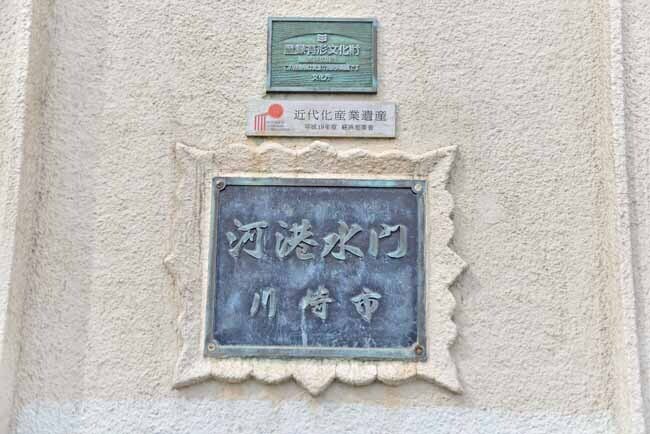 登録有形文化財
文化庁
近代化産業遺産
平成19年度 経済産業省
河港水門
川崎市